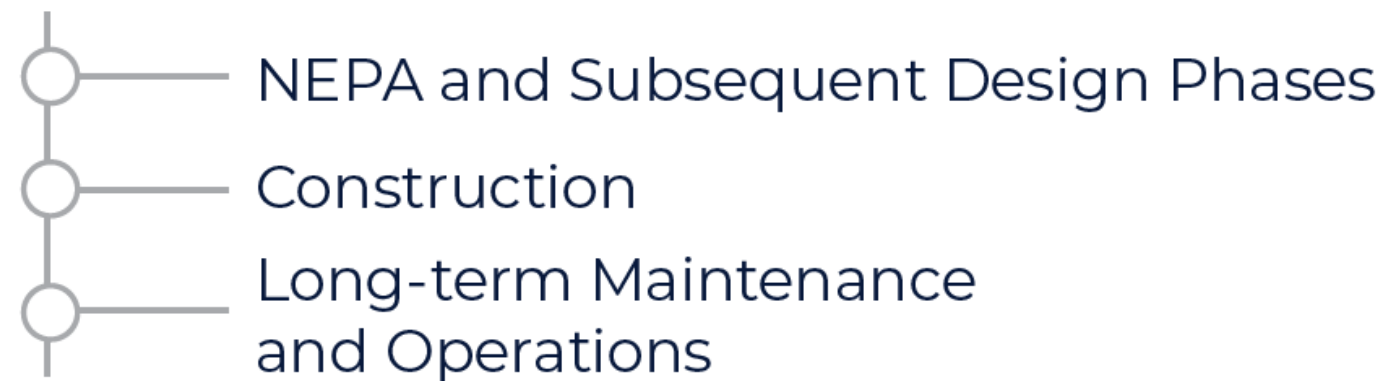 NEPA and Subsequent Design Phases
Construction
Long-term Maintenance
and Operations